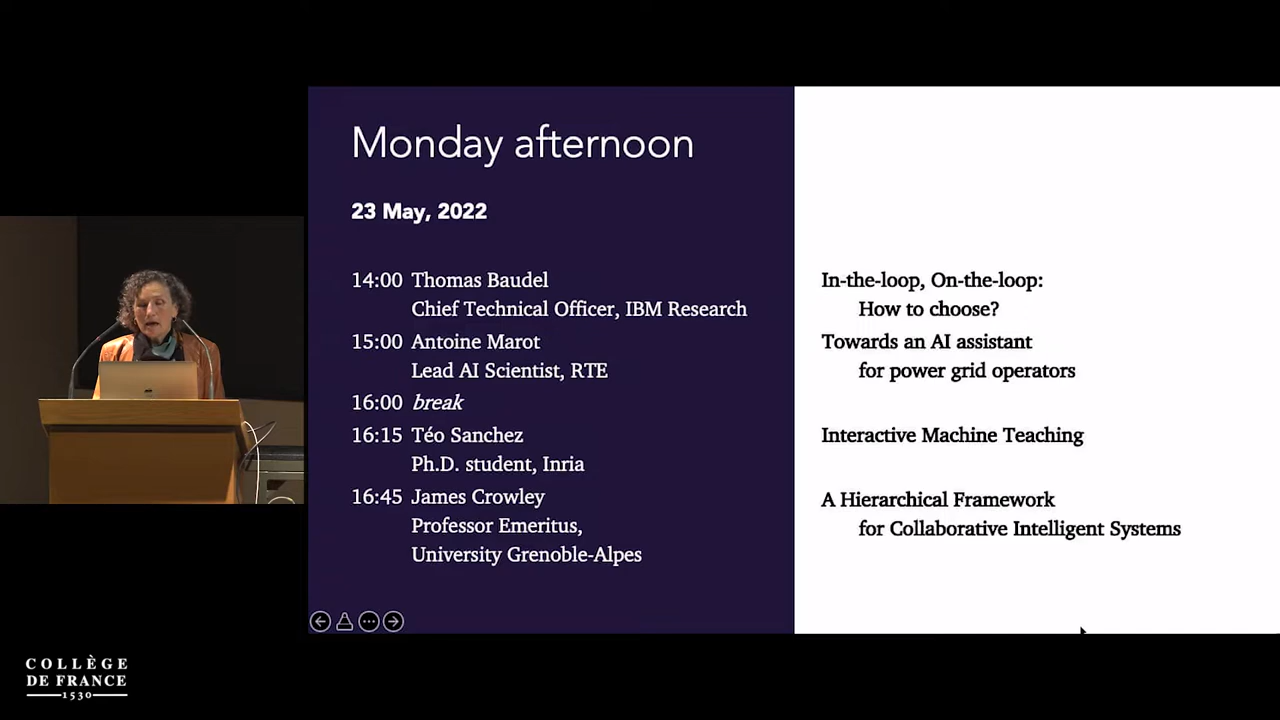 Monday afternoon
23 May, 2022
14:00 Thomas Baudel
Chief Technical Officer, IBM Research
15:00 Antoine Marot
Lead AI Scientist, RTE
16:00 break
16:15 Téo Sanchez
Ph.D. student, Inria
16:45 James Crowley
Professor Emeritus,
University Grenoble-Alpes
In-the-loop, On-the-loop:
How to choose?
Towards an AI assistant
for power grid operators
Interactive Machine Teaching
A Hierarchical Framework
for Collaborative Intelligent Systems
COLLÈGE
DE FRANCE
1530